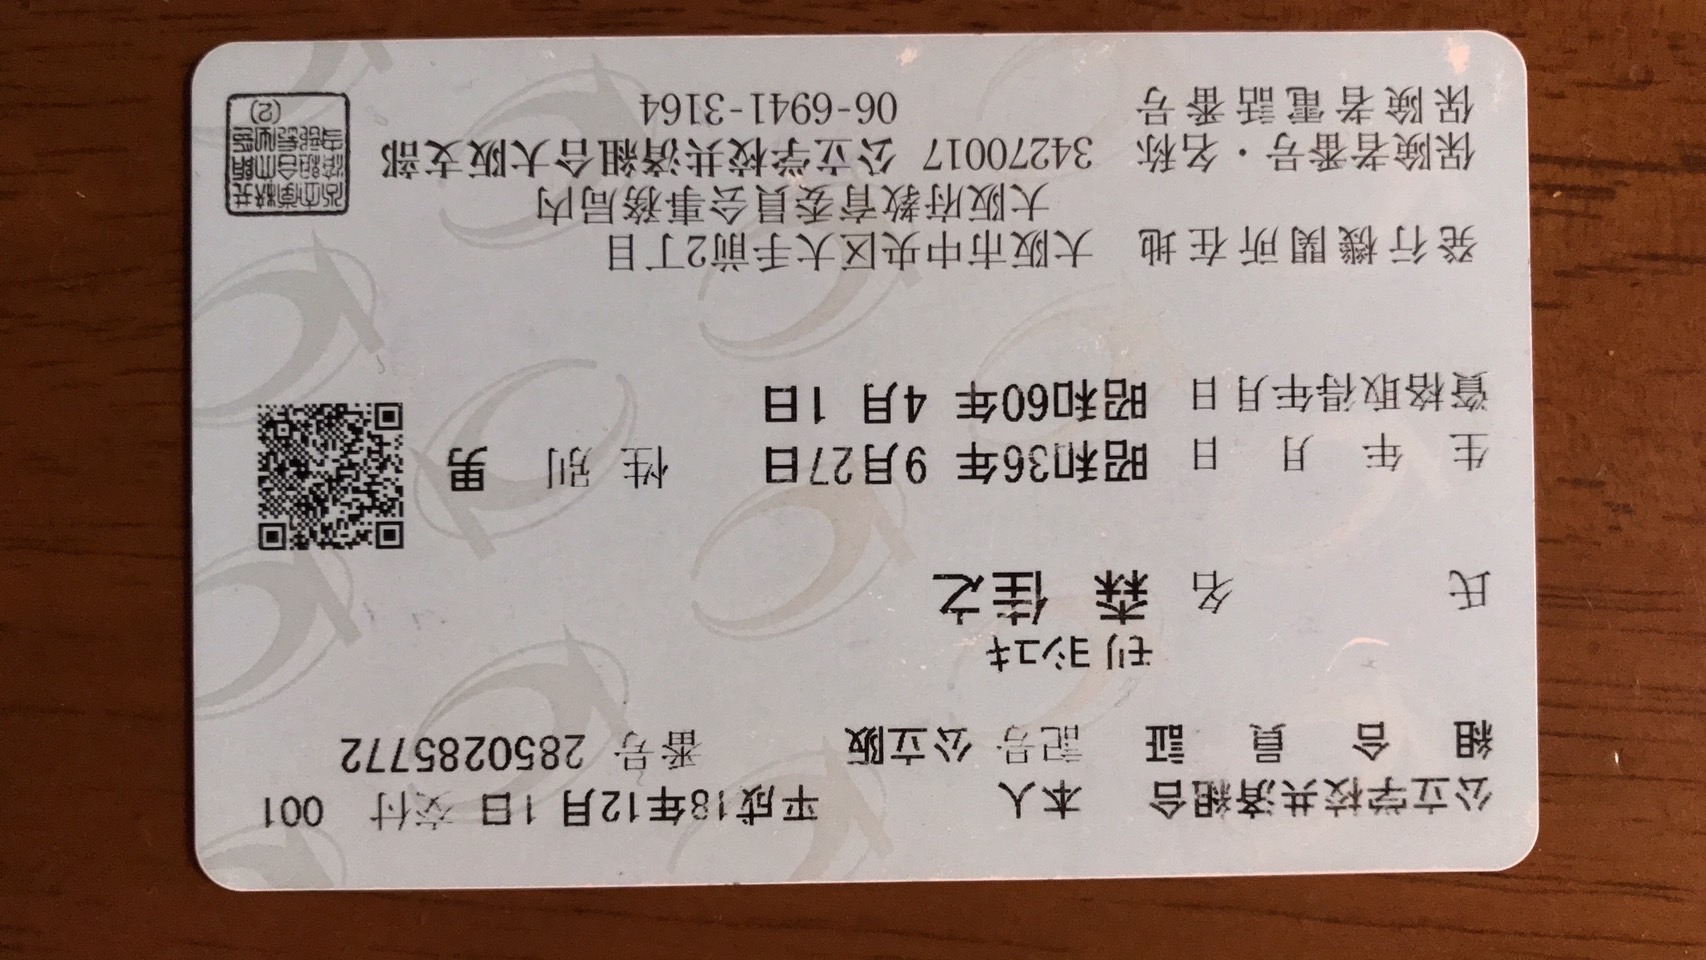 公立学校共済組合 本人 平成18年12月 1日 交付 001
組合員証 記号 公立阪 番号 2850285772
モリ ヨシユキ
氏名 森 佳之
生年月日 昭和36年 9月27日 性別 男
資格取得年月日 昭和60年 4月 1日
発行機関所在地 大阪市中央区大手前2丁目
大阪府教育委員会事務局内
保険者番号・名称 34270017 公立学校共済組合大阪支部
保険者電話番号 06-6941-3164
(2)